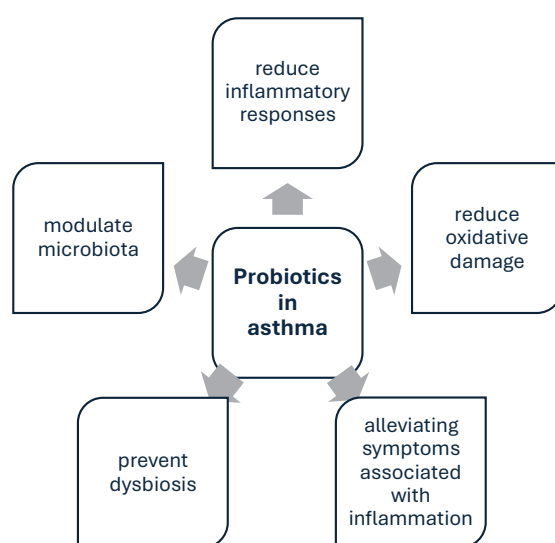 reduce
inflammatory
responses
modulate
microbiota
reduce
oxidative
damage
Probiotics
in
asthma
prevent
dysbiosis
alleviating
symptoms
associated
with
inflammation